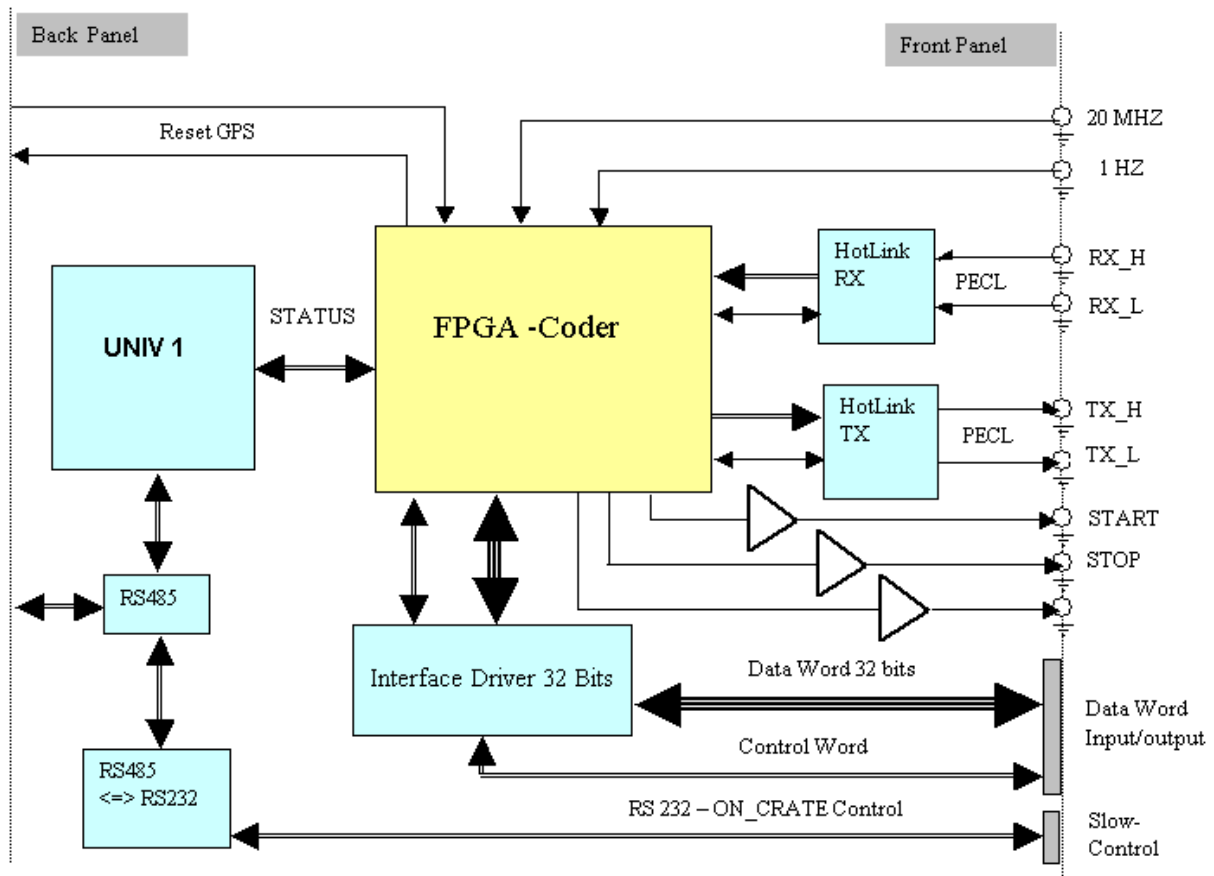 Back Panel
Front Panel
20 MHZ
Reset GPS
1 HZ
HotLink
RX
RX_H
PECL
RX_L
STATUS
FPGA -Coder
UNIV 1
HotLink
TX
TX_H
PECL
TX_L
START
STOP
RS485
Interface Driver 32 Bits
Data Word 32 bits
Data Word
Input/output
Control Word
RS485
<=> RS232
RS 232 – ON_CRATE Control
Slow-
Control